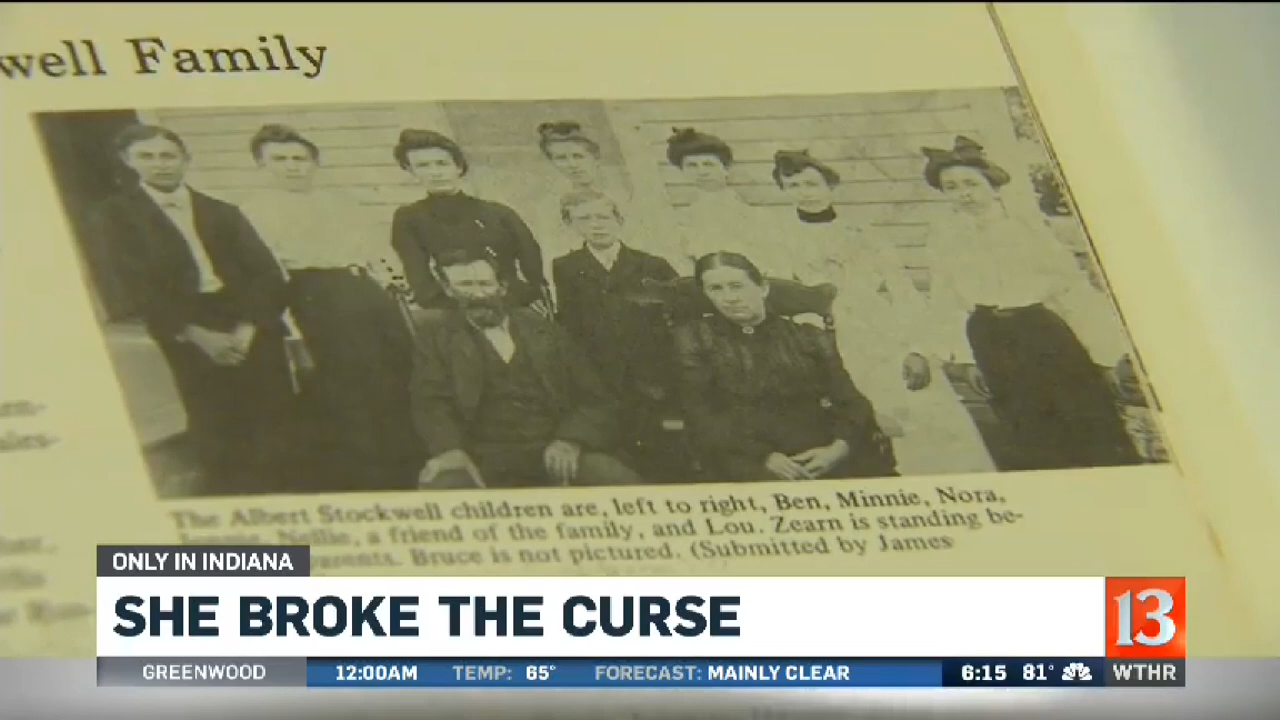 well Family
The Albert Stockwell children are, left to right, Ben, Minnie, Nora,
Nellie, a friend of the family, and Lou. Zearn is standing be-
parents. Bruce is not pictured. (Submitted by James
ONLY IN INDIANA
SHE BROKE THE CURSE
13
GREENWOOD 12:00AM TEMP: 65° FORECAST: MAINLY CLEAR 6:15 81° WTHR